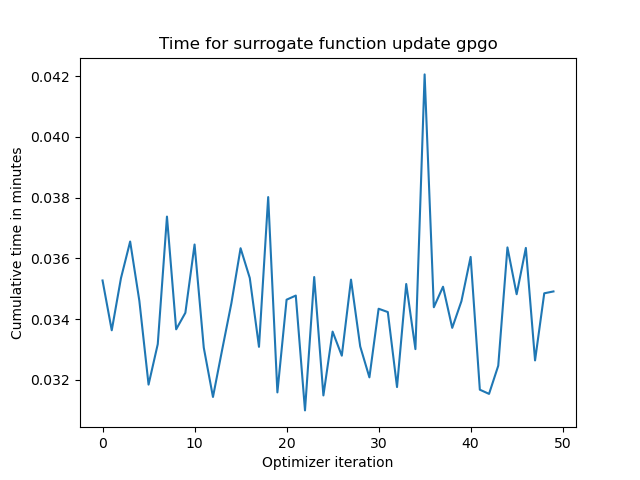 Time for surrogate function update gpgo
Cumulative time in minutes
0.042
0.040
0.038
0.036
0.034
0.032
0 10 20 30 40 50
Optimizer iteration